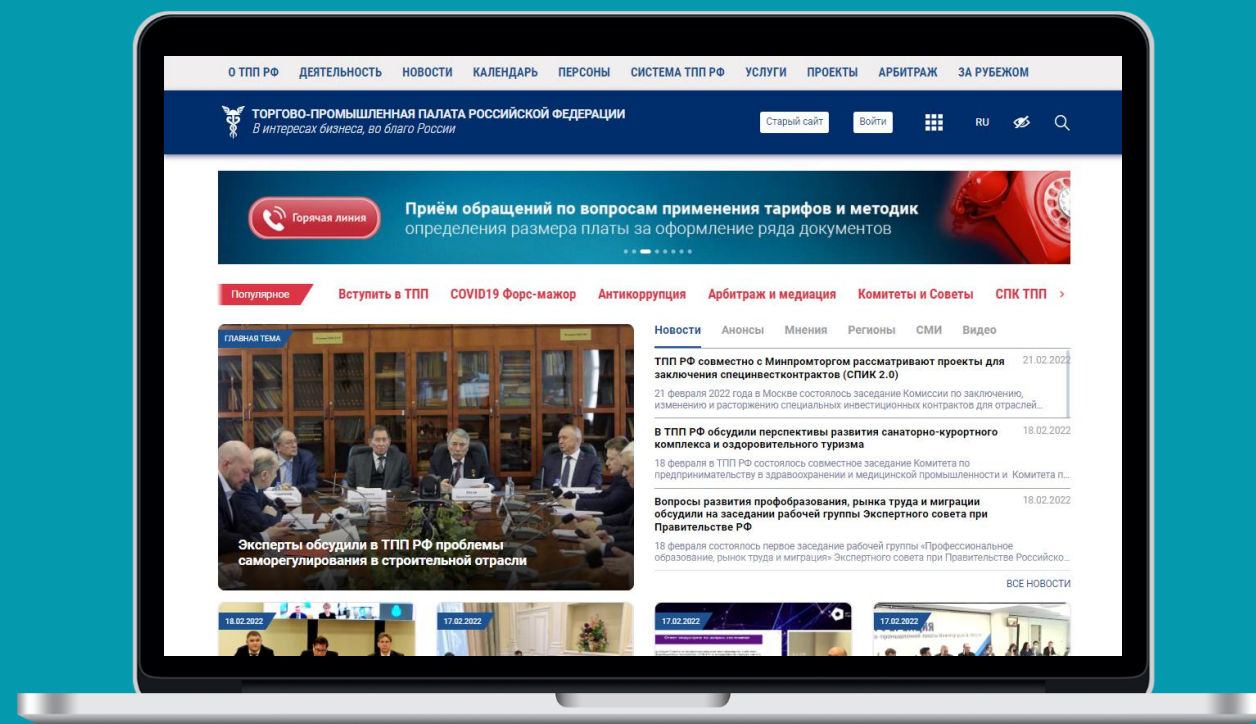 О ТПП РФ ДЕЯТЕЛЬНОСТЬ НОВОСТИ КАЛЕНДАРЬ ПЕРСОНЫ СИСТЕМА ТПП РФ УСЛУГИ ПРОЕКТЫ АРБИТРАЖ ЗА РУБЕЖОМ
ТОРГОВО-ПРОМЫШЛЕННАЯ ПАЛАТА РОССИЙСКОЙ ФЕДЕРАЦИИ
В интересах бизнеса, во благо России
Старый сайт Войти RU
Горячая линия
Приём обращений по вопросам применения тарифов и методик
определения размера платы за оформление ряда документов
Популярное Вступить в ТПП COVID19 Форс-мажор Антикоррупция Арбитраж и медиация Комитеты и Советы СПК ТПП >
ГЛАВНАЯ ТЕМА
Эксперты обсудили в ТПП РФ проблемы
саморегулирования в строительной отрасли
Новости Анонсы Мнения Регионы СМИ Видео
ТПП РФ совместно с Минпромторгом рассматривают проекты для 21.02.2022
заключения специнвестконтрактов (СПИК 2.0)
21 февраля 2022 года в Москве состоялось заседание Комиссии по заключению,
изменению и расторжению специальных инвестиционных контрактов для отраслей...
В ТПП РФ обсудили перспективы развития санаторно-курортного 18.02.2022
комплекса и оздоровительного туризма
18 февраля в ТПП РФ состоялось совместное заседание Комитета по
предпринимательству в здравоохранении и медицинской промышленности и Комитета п...
Вопросы развития профобразования, рынка труда и миграции 18.02.2022
обсудили на заседании рабочей группы Экспертного совета при
Правительстве РФ
18 февраля состоялось первое заседание рабочей группы «Профессиональное
образование, рынок труда и миграция» Экспертного совета при Правительстве Российско...
ВСЕ НОВОСТИ
18.02.2022 17.02.2022 17.02.2022 17.02.2022